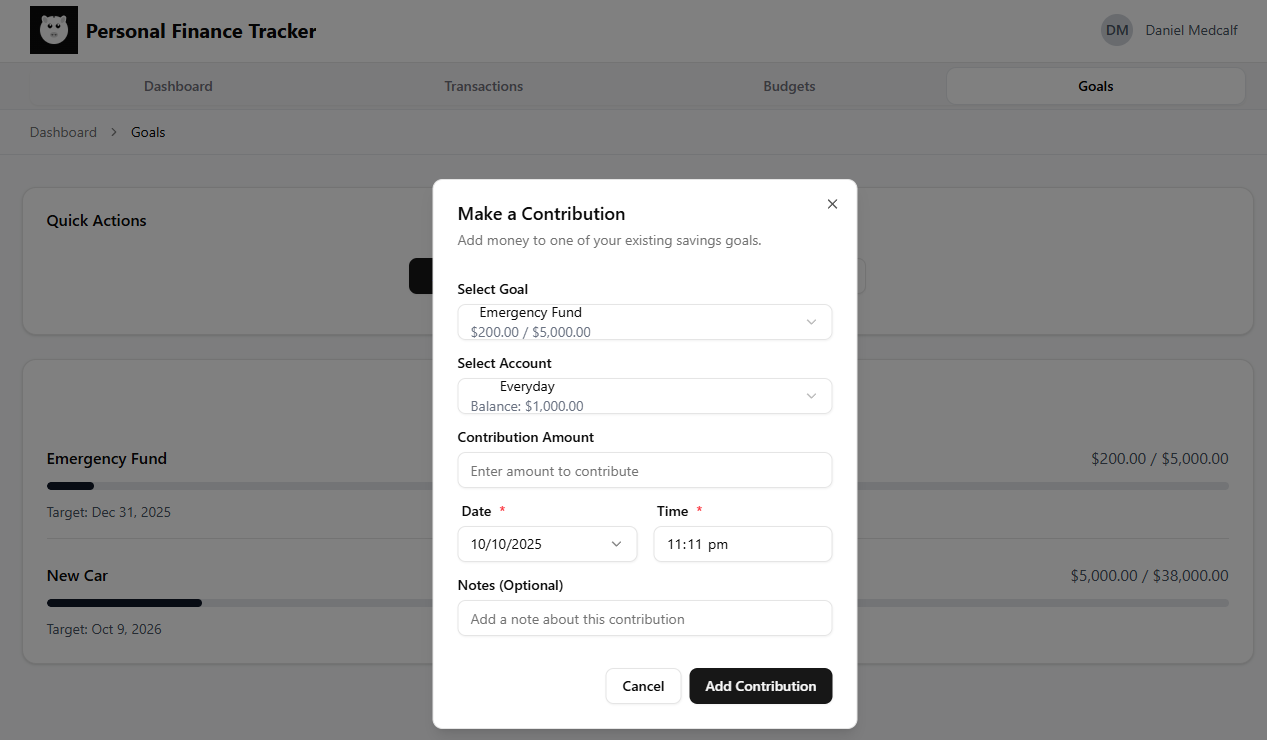 Personal Finance Tracker
DM Daniel Medcalf
Dashboard Transactions Budgets Goals
Dashboard > Goals
Quick Actions
Make a Contribution
Add money to one of your existing savings goals.
Select Goal
Emergency Fund
$200.00 / $5,000.00
Select Account
Everyday
Balance: $1,000.00
Contribution Amount
Enter amount to contribute
Date * Time *
10/10/2025 11:11 pm
Notes (Optional)
Add a note about this contribution
Cancel Add Contribution
Emergency Fund $200.00 / $5,000.00
Target: Dec 31, 2025
New Car $5,000.00 / $38,000.00
Target: Oct 9, 2026